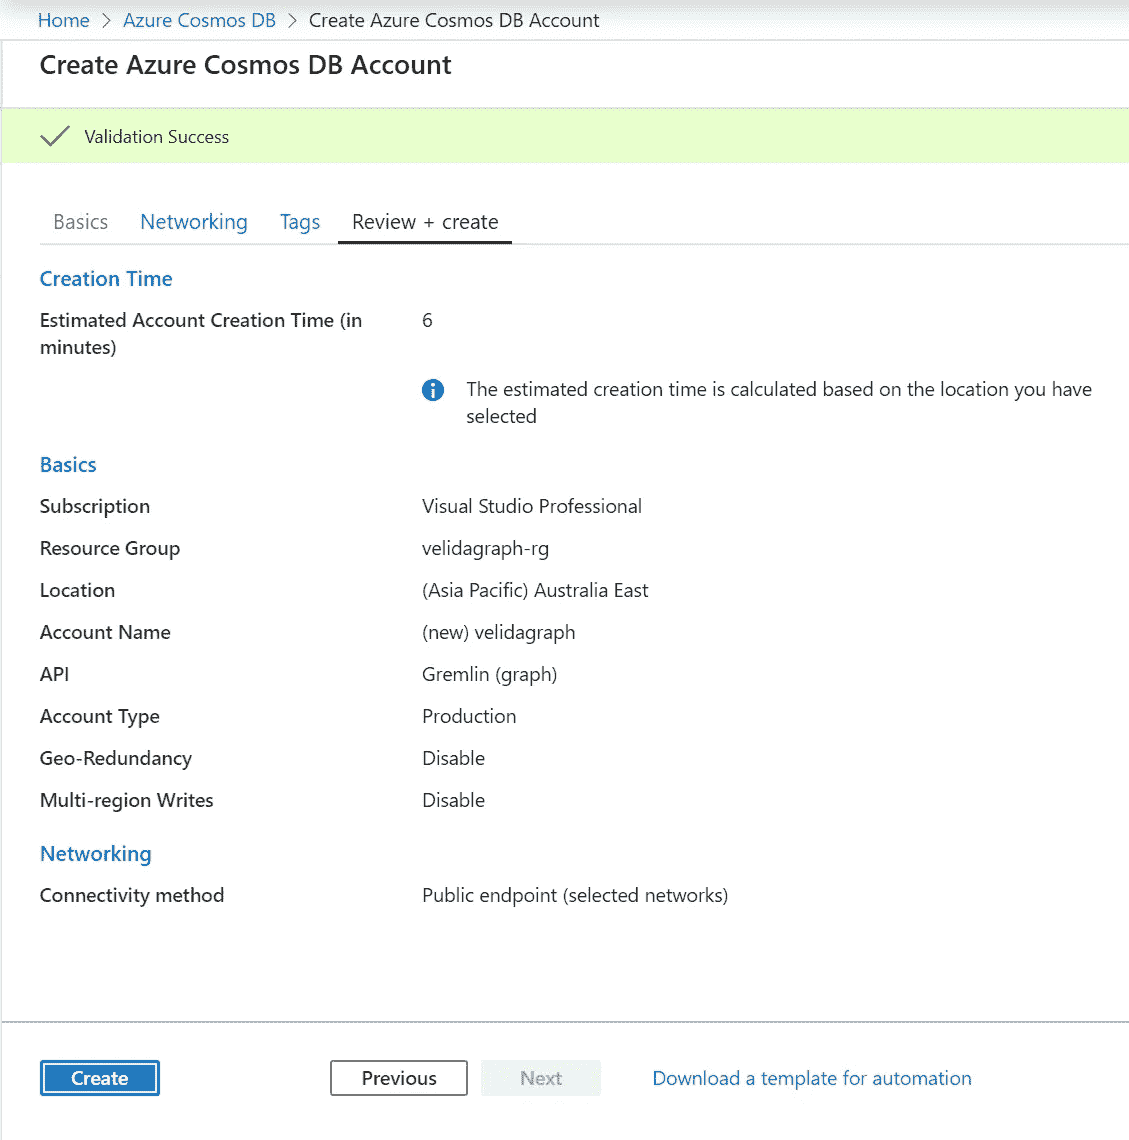 Home > Azure Cosmos DB > Create Azure Cosmos DB Account
Create Azure Cosmos DB Account
Validation Success
Basics Networking Tags Review + create
Creation Time
Estimated Account Creation Time (in
minutes)
6
The estimated creation time is calculated based on the location you have
selected
Basics
Subscription Visual Studio Professional
Resource Group velidagraph-rg
Location (Asia Pacific) Australia East
Account Name (new) velidagraph
API Gremlin (graph)
Account Type Production
Geo-Redundancy Disable
Multi-region Writes Disable
Networking
Connectivity method Public endpoint (selected networks)
Create Previous Next Download a template for automation